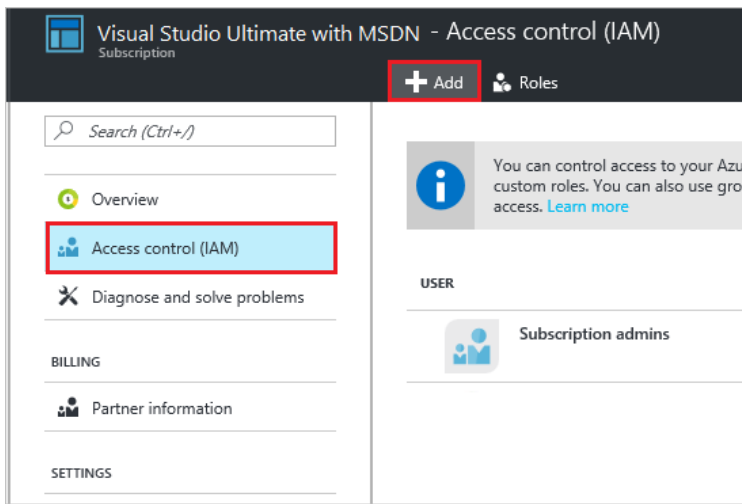 Visual Studio Ultimate with MSDN - Access control (IAM)
Subscription
Add
Roles
Search (Ctrl+/)
Overview
Access control (IAM)
Diagnose and solve problems
BILLING
Partner information
SETTINGS
You can control access to your Azu
custom roles. You can also use gro
access. Learn more
USER
Subscription admins